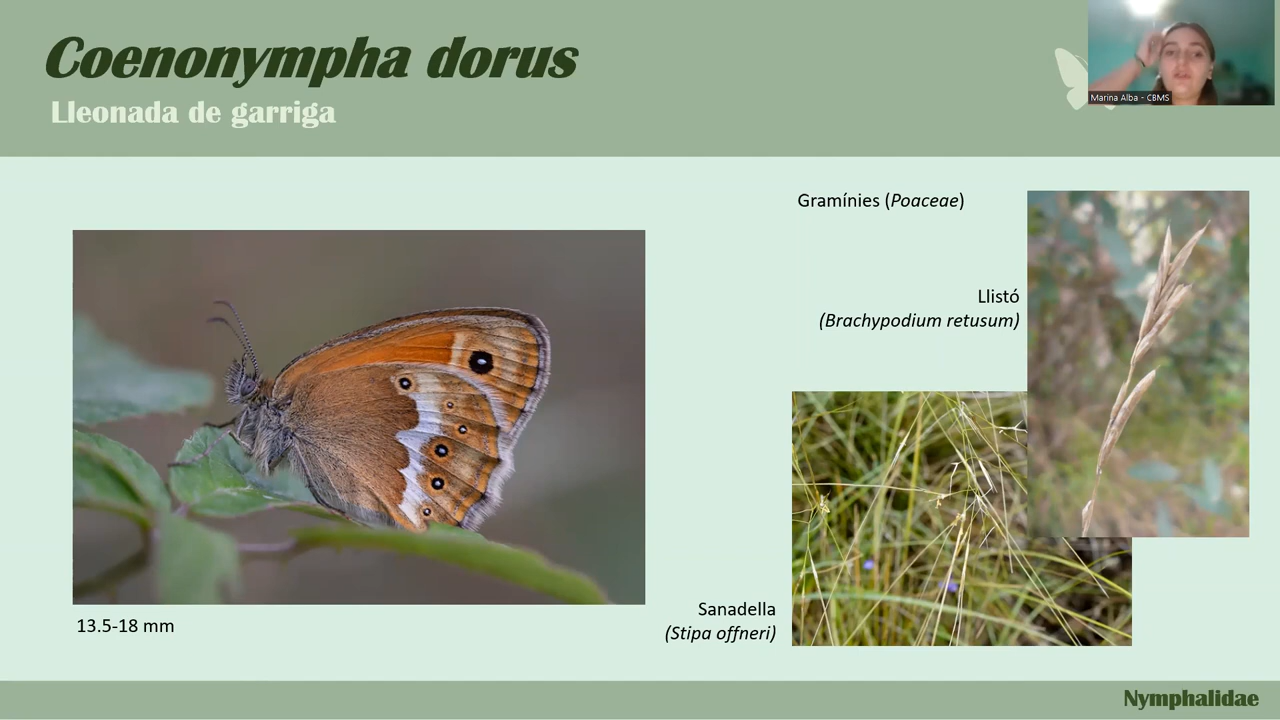 Coenonympha dorus
Lleonada de garriga
Marina Alba - CBMS
Gramínies (Poaceae)
Llistó
(Brachypodium retusum)
13.5-18 mm
Sanadella
(Stipa offneri)
Nymphalidae